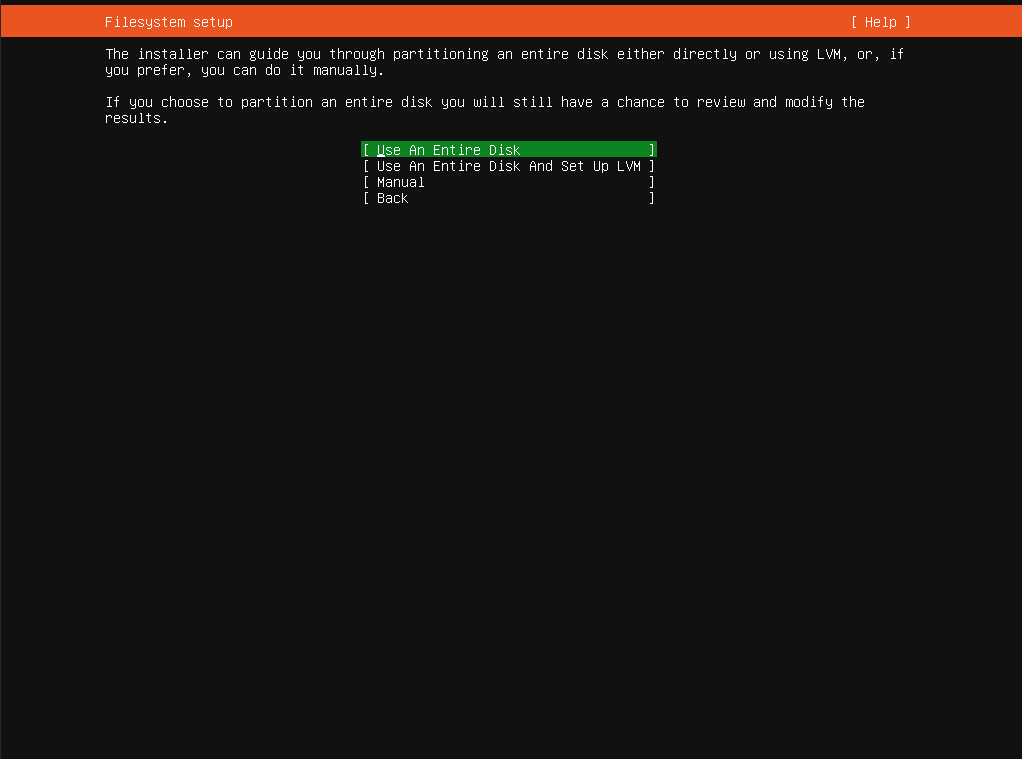 Filesystem setup [ Help ]
The installer can guide you through partitioning an entire disk either directly or using LVM, or, if
you prefer, you can do it manually.
If you choose to partition an entire disk you will still have a chance to review and modify the
results.
[ Use An Entire Disk ]
[ Use An Entire Disk And Set Up LVM ]
[ Manual ]
[ Back ]